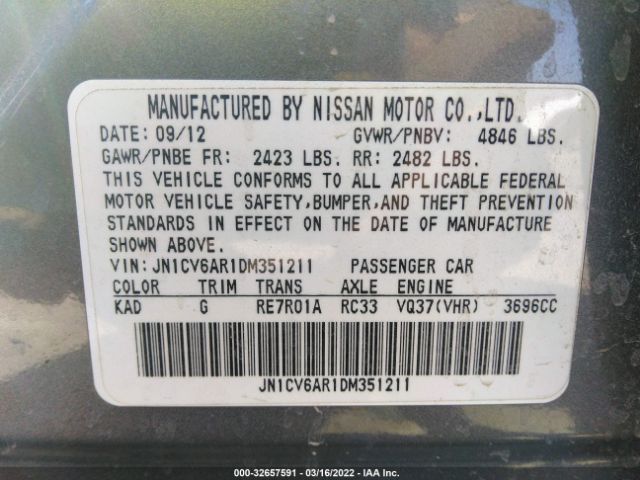 MANUFACTURED BY NISSAN MOTOR CO.,LTD.
DATE: 09/12 GVWR/PNBV: 4846 LBS.
GAWR/PNBE FR: 2423 LBS. RR: 2482 LBS.
THIS VEHICLE CONFORMS TO ALL APPLICABLE FEDERAL
MOTOR VEHICLE SAFETY,BUMPER,AND THEFT PREVENTION
STANDARDS IN EFFECT ON THE DATE OF MANUFACTURE
SHOWN ABOVE.
VIN: JN1CV6AR1DM351211 PASSENGER CAR
COLOR TRIM TRANS AXLE ENGINE
KAD G RE7R01A RC33 VQ37(VHR) 3696CC
JN1CV6AR1DM351211
000-32657591 - 03/16/2022 - IAA Inc.